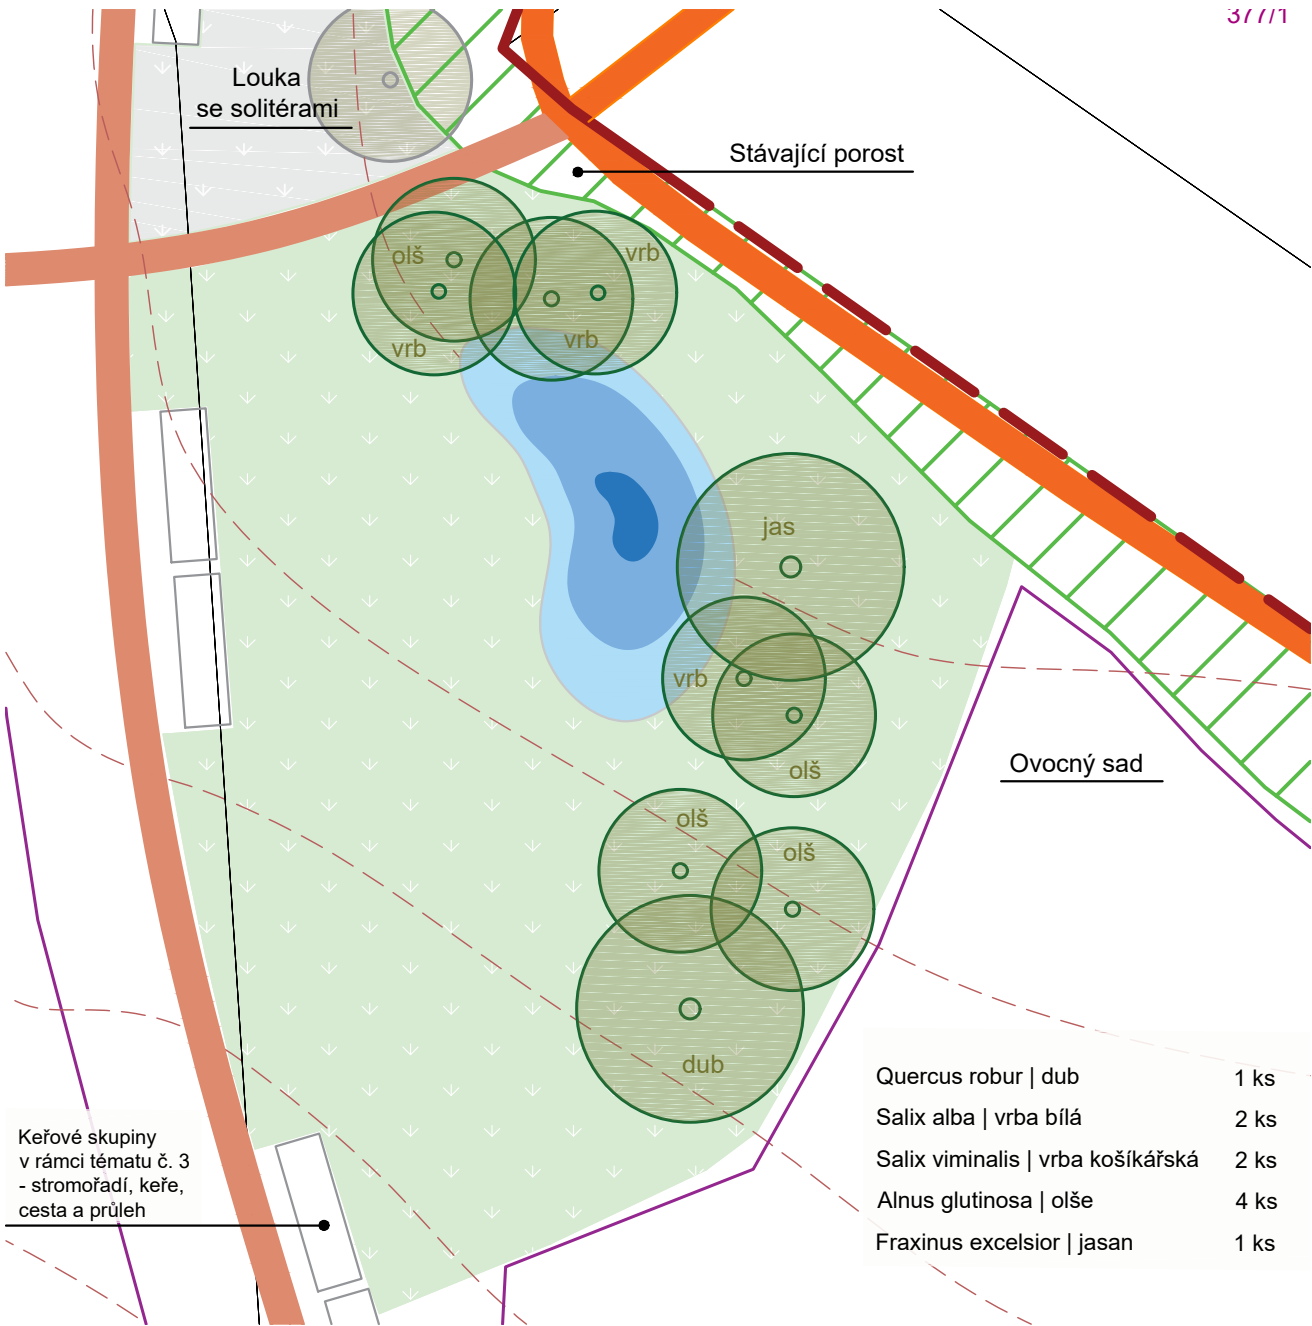 377/1
Louka
se solitérami
Stávající porost
olš
vrb
vrb
vrb
jas
vrb
olš
Ovocný sad
olš
olš
dub
Quercus robur | dub 1 ks
Salix alba | vrba bílá 2 ks
Salix viminalis | vrba košíkářská 2 ks
Alnus glutinosa | olše 4 ks
Fraxinus excelsior | jasan 1 ks
Keřové skupiny
v rámci tématu č. 3
- stromořadí, keře,
cesta a průleh